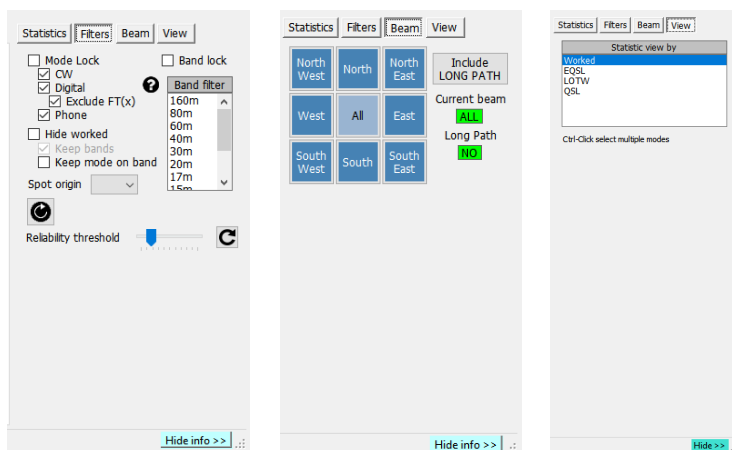 Statistics Filters Beam View
Mode Lock Band lock
CW
Digital Band filter
Exclude FT(x) 160m
Phone 80m
60m
Hide worked 40m
Keep bands 30m
Keep mode on band 20m
17m
Spot origin 15m
Reliability threshold
Hide info >>
Statistics Filters Beam View
North West North North East Include LONG PATH
West All East Current beam
ALL
Long Path
South West South South East NO
Hide info >>
Statistics Filters Beam View
Statistic view by
Worked
EQSL
LOTW
QSL
Ctrl-Click select multiple modes
Hide >>